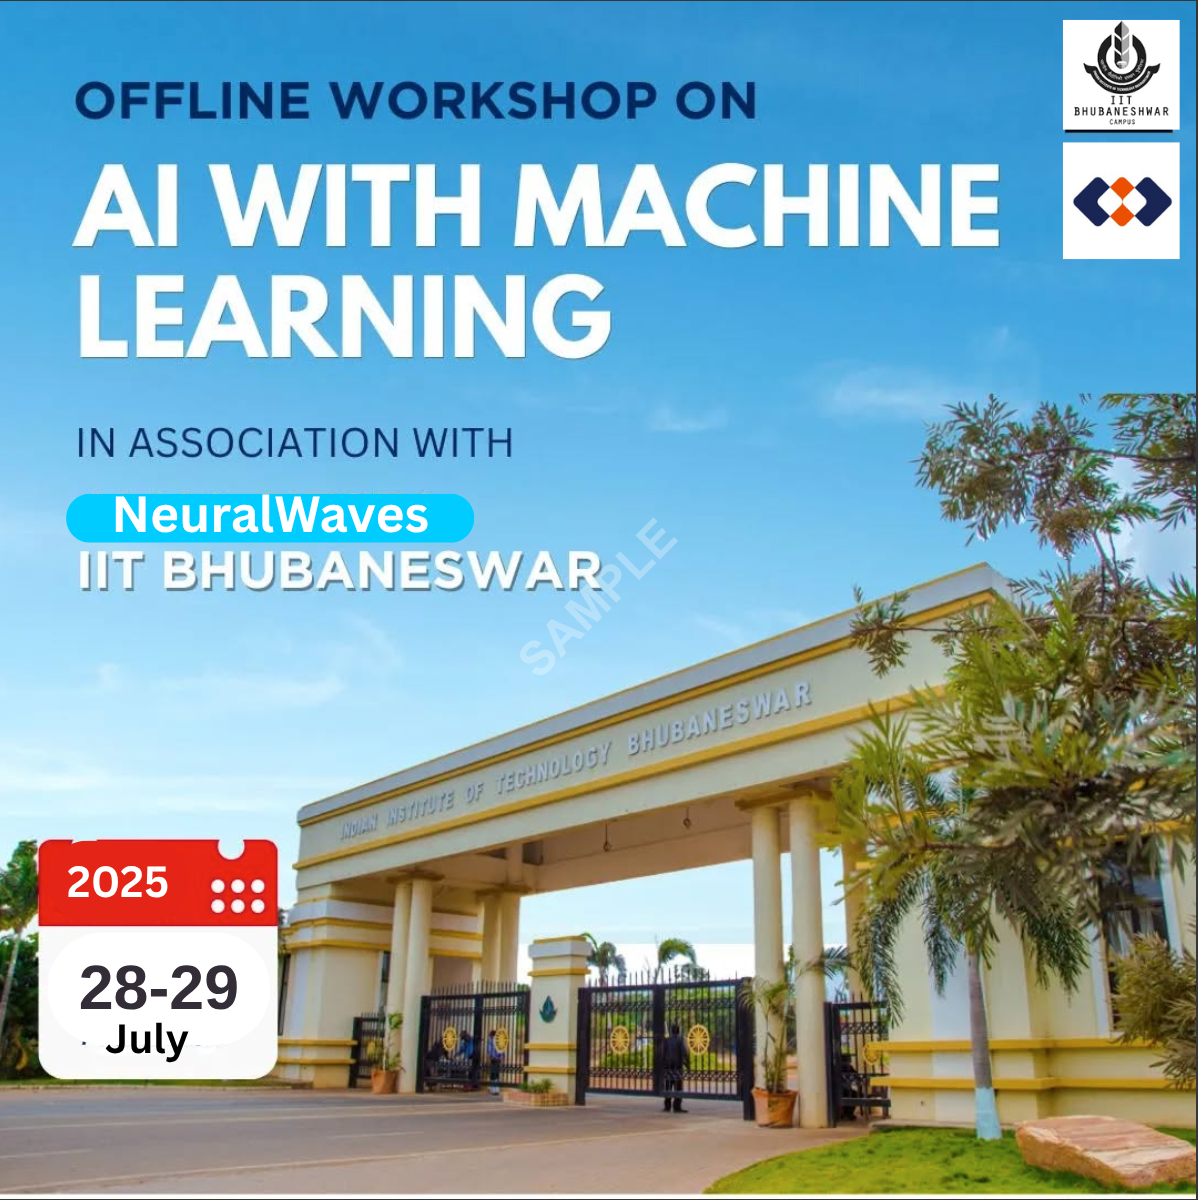 OFFLINE WORKSHOP ON
AI WITH MACHINE
LEARNING
IN ASSOCIATION WITH
NeuralWaves
IIT BHUBANESWAR
SAMPLE
IIT
BHUBANESHWAR
CAMPUS
INDIAN INSTITUTE OF TECHNOLOGY BHUBANESWAR
2025
28-29
July